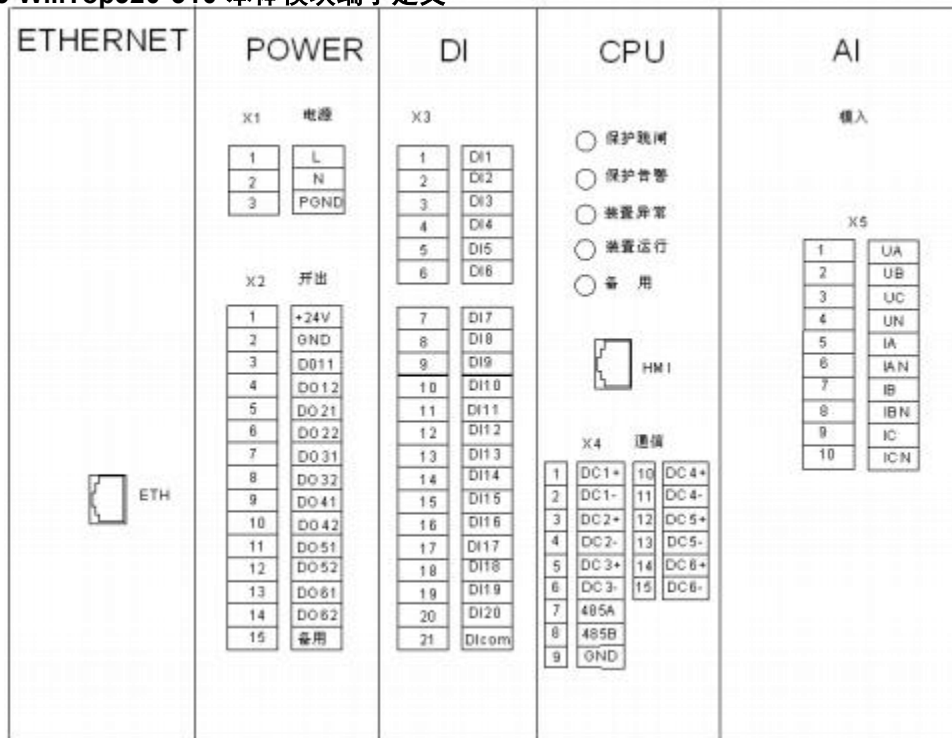 ETHERNET
ETH
POWER
X1 电源
1 L
2 N
3 PGND
X2 开出
1 +24V
2 GND
3 D011
4 DO12
5 DO21
6 DO22
7 DO31
8 DO32
9 DO41
10 DO42
11 DO51
12 DO52
13 DO61
14 DO62
15 备用
DI
X3
1 DI1
2 DI2
3 DI3
4 DI4
5 DI5
6 DI6
7 DI7
8 DI8
9 DI9
10 DI10
11 DI11
12 DI12
13 DI13
14 DI14
15 DI15
16 DI16
17 DI17
18 DI18
19 DI19
20 DI20
21 DIcom
CPU
保护跳闸
保护告警
装置异常
装置运行
备 用
HMI
X4 通信
1 DC1+ 10 DC4+
2 DC1- 11 DC4-
3 DC2+ 12 DC5+
4 DC2- 13 DC5-
5 DC3+ 14 DC6+
6 DC3- 15 DC6-
7 485A
8 485B
9 GND
AI
模入
X5
1 UA
2 UB
3 UC
4 UN
5 IA
6 IAN
7 IB
8 IBN
9 IC
10 ICN